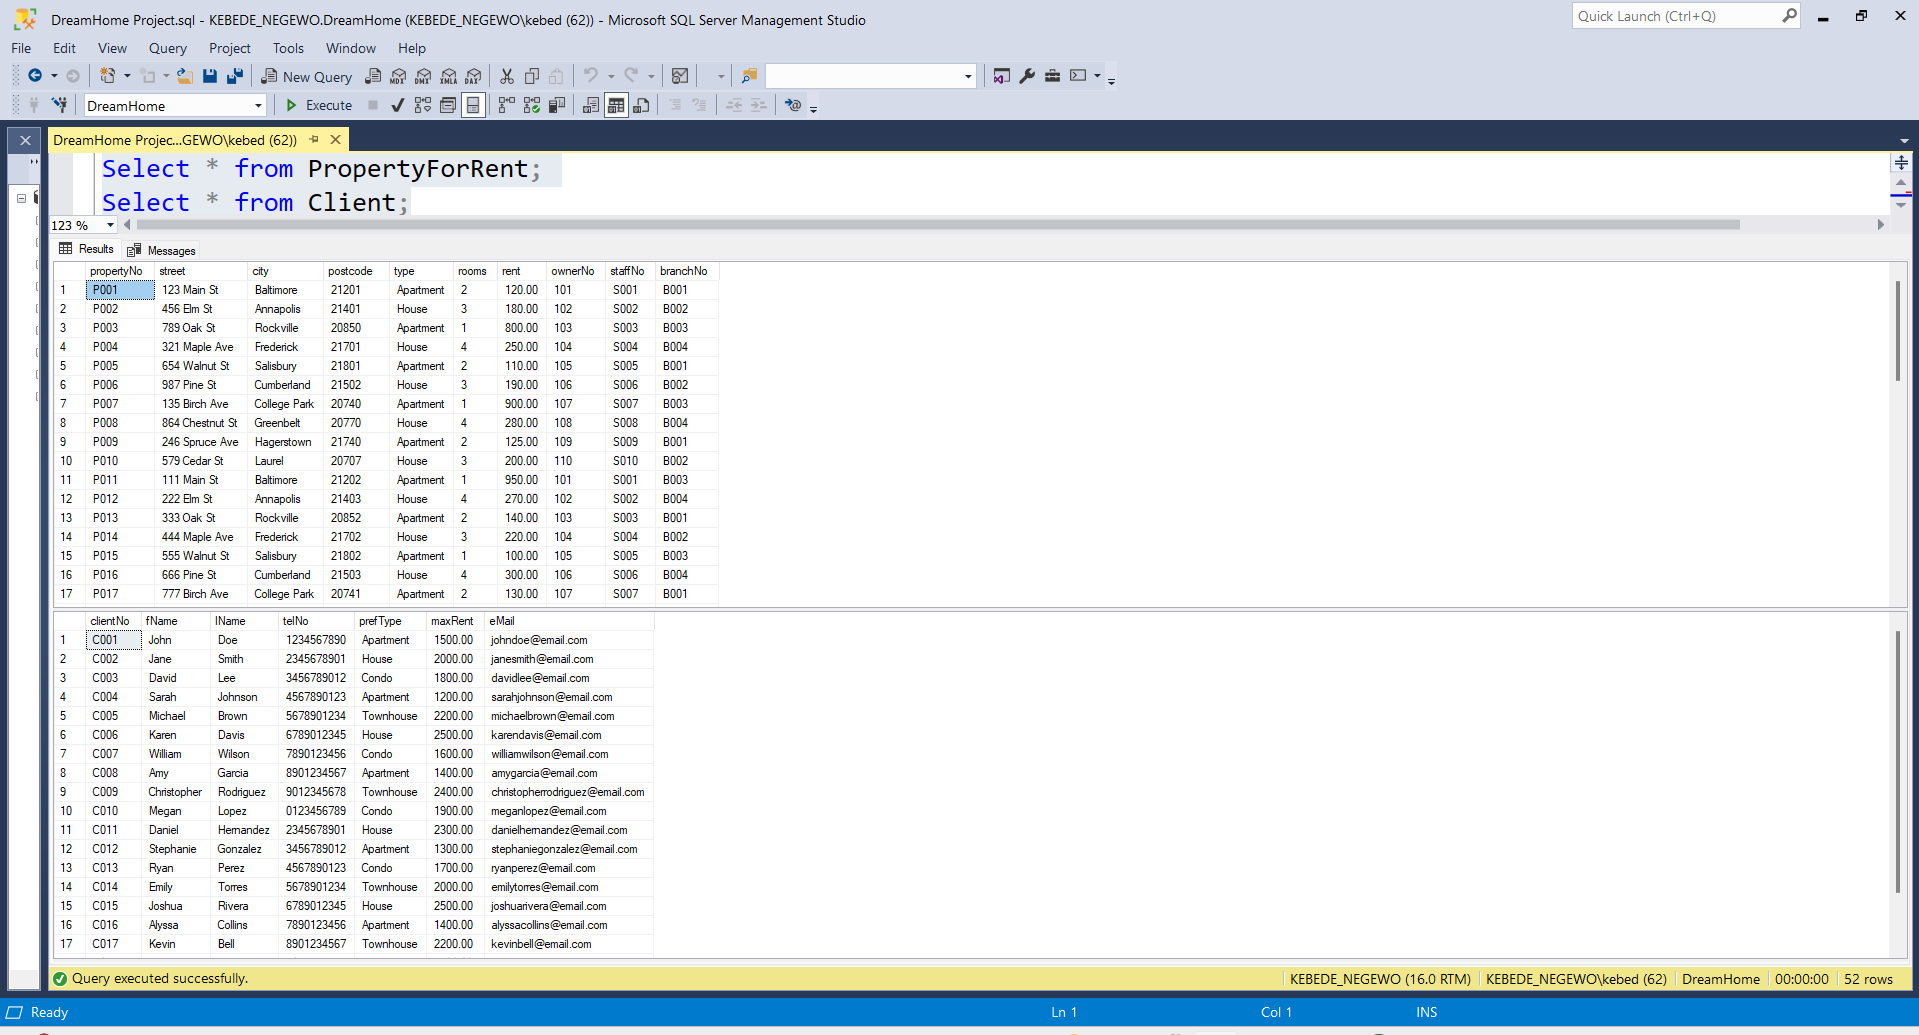 DreamHome Project.sql - KEBEDE_NEGEWO.DreamHome (KEBEDE_NEGEWO\kebed (62)) - Microsoft SQL Server Management Studio
Quick Launch (Ctrl+Q)
File Edit View Query Project Tools Window Help
New Query MDX DMX XMLA DAX
DreamHome Execute
DreamHome Projec...GEWO\kebed (62))
Select * from PropertyForRent;
Select * from Client;
123 %
Results Messages
propertyNo street city postcode type rooms rent ownerNo staffNo branchNo
1 P001 123 Main St Baltimore 21201 Apartment 2 120.00 101 S001 B001
2 P002 456 Elm St Annapolis 21401 House 3 180.00 102 S002 B002
3 P003 789 Oak St Rockville 20850 Apartment 1 800.00 103 S003 B003
4 P004 321 Maple Ave Frederick 21701 House 4 250.00 104 S004 B004
5 P005 654 Walnut St Salisbury 21801 Apartment 2 110.00 105 S005 B001
6 P006 987 Pine St Cumberland 21502 House 3 190.00 106 S006 B002
7 P007 135 Birch Ave College Park 20740 Apartment 1 900.00 107 S007 B003
8 P008 864 Chestnut St Greenbelt 20770 House 4 280.00 108 S008 B004
9 P009 246 Spruce Ave Hagerstown 21740 Apartment 2 125.00 109 S009 B001
10 P010 579 Cedar St Laurel 20707 House 3 200.00 110 S010 B002
11 P011 111 Main St Baltimore 21202 Apartment 1 950.00 101 S001 B003
12 P012 222 Elm St Annapolis 21403 House 4 270.00 102 S002 B004
13 P013 333 Oak St Rockville 20852 Apartment 2 140.00 103 S003 B001
14 P014 444 Maple Ave Frederick 21702 House 3 220.00 104 S004 B002
15 P015 555 Walnut St Salisbury 21802 Apartment 1 100.00 105 S005 B003
16 P016 666 Pine St Cumberland 21503 House 4 300.00 106 S006 B004
17 P017 777 Birch Ave College Park 20741 Apartment 2 130.00 107 S007 B001
clientNo fName lName telNo prefType maxRent eMail
1 C001 John Doe 1234567890 Apartment 1500.00 johndoe@email.com
2 C002 Jane Smith 2345678901 House 2000.00 janesmith@email.com
3 C003 David Lee 3456789012 Condo 1800.00 davidlee@email.com
4 C004 Sarah Johnson 4567890123 Apartment 1200.00 sarahjohnson@email.com
5 C005 Michael Brown 5678901234 Townhouse 2200.00 michaelbrown@email.com
6 C006 Karen Davis 6789012345 House 2500.00 karendavis@email.com
7 C007 William Wilson 7890123456 Condo 1600.00 williamwilson@email.com
8 C008 Amy Garcia 8901234567 Apartment 1400.00 amygarcia@email.com
9 C009 Christopher Rodriguez 9012345678 Townhouse 2400.00 christopherrodriguez@email.com
10 C010 Megan Lopez 0123456789 Condo 1900.00 meganlopez@email.com
11 C011 Daniel Hernandez 2345678901 House 2300.00 danielhernandez@email.com
12 C012 Stephanie Gonzalez 3456789012 Apartment 1300.00 stephaniegonzalez@email.com
13 C013 Ryan Perez 4567890123 Condo 1700.00 ryanperez@email.com
14 C014 Emily Torres 5678901234 Townhouse 2000.00 emilytorres@email.com
15 C015 Joshua Rivera 6789012345 House 2500.00 joshuarivera@email.com
16 C016 Alyssa Collins 7890123456 Apartment 1400.00 alyssacollins@email.com
17 C017 Kevin Bell 8901234567 Townhouse 2200.00 kevinbell@email.com
Query executed successfully. KEBEDE_NEGEWO (16.0 RTM) KEBEDE_NEGEWO\kebed (62) DreamHome 00:00:00 52 rows
Ready Ln 1 Col 1 INS